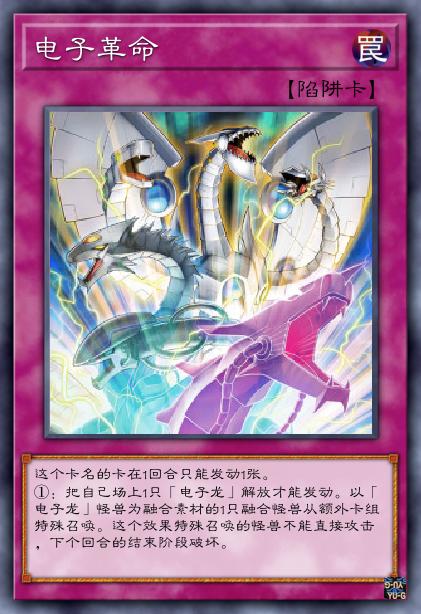 电子革命
罠
【陷阱卡】
这个卡名的卡在1回合只能发动1张。
①：把自己场上1只「电子龙」解放才能发动。以「
电子龙」怪兽为融合素材的1只融合怪兽从额外卡组
特殊召唤。这个效果特殊召唤的怪兽不能直接攻击
，下个回合的结束阶段破坏。
YU-G